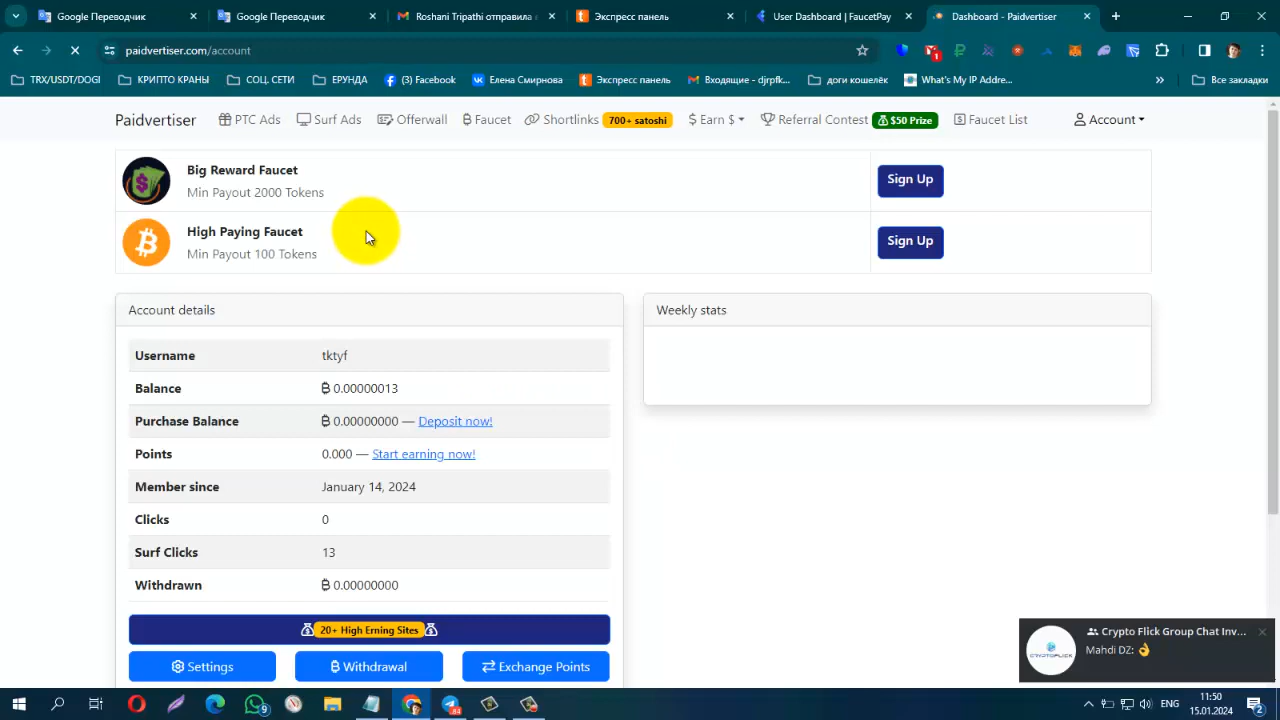 Google Переводчик
Google Переводчик
Roshani Tripathi отправила
Экспресс панель
User Dashboard | FaucetPay
Dashboard - Paidvertiser
paidvertiser.com/account
1
TRX/USDT/DOGI
КРИПТО КРАНЫ
СОЦ. СЕТИ
ЕРУНДА
(3) Facebook
Елена Смирнова
Экспресс панель
Входящие - djrpfk...
доги кошелёк
What's My IP Addre...
»
Все закладки
Paidvertiser
PTC Ads
Surf Ads
Offerwall
Faucet
Shortlinks 700+ satoshi
$ Earn $
Referral Contest $50 Prize
Faucet List
Account
Big Reward Faucet
Min Payout 2000 Tokens
Sign Up
High Paying Faucet
Min Payout 100 Tokens
Sign Up
Account details
Username tktyf
Balance ₿ 0.00000013
Purchase Balance ₿ 0.00000000 — Deposit now!
Points 0.000 — Start earning now!
Member since January 14, 2024
Clicks 0
Surf Clicks 13
Withdrawn ₿ 0.00000000
20+ High Erning Sites
Settings
₿ Withdrawal
Exchange Points
Weekly stats
Crypto Flick Group Chat Inv...
Mahdi DZ: 👌
CRYPTOFLICK
9
84
ENG
11:50
15.01.2024
2